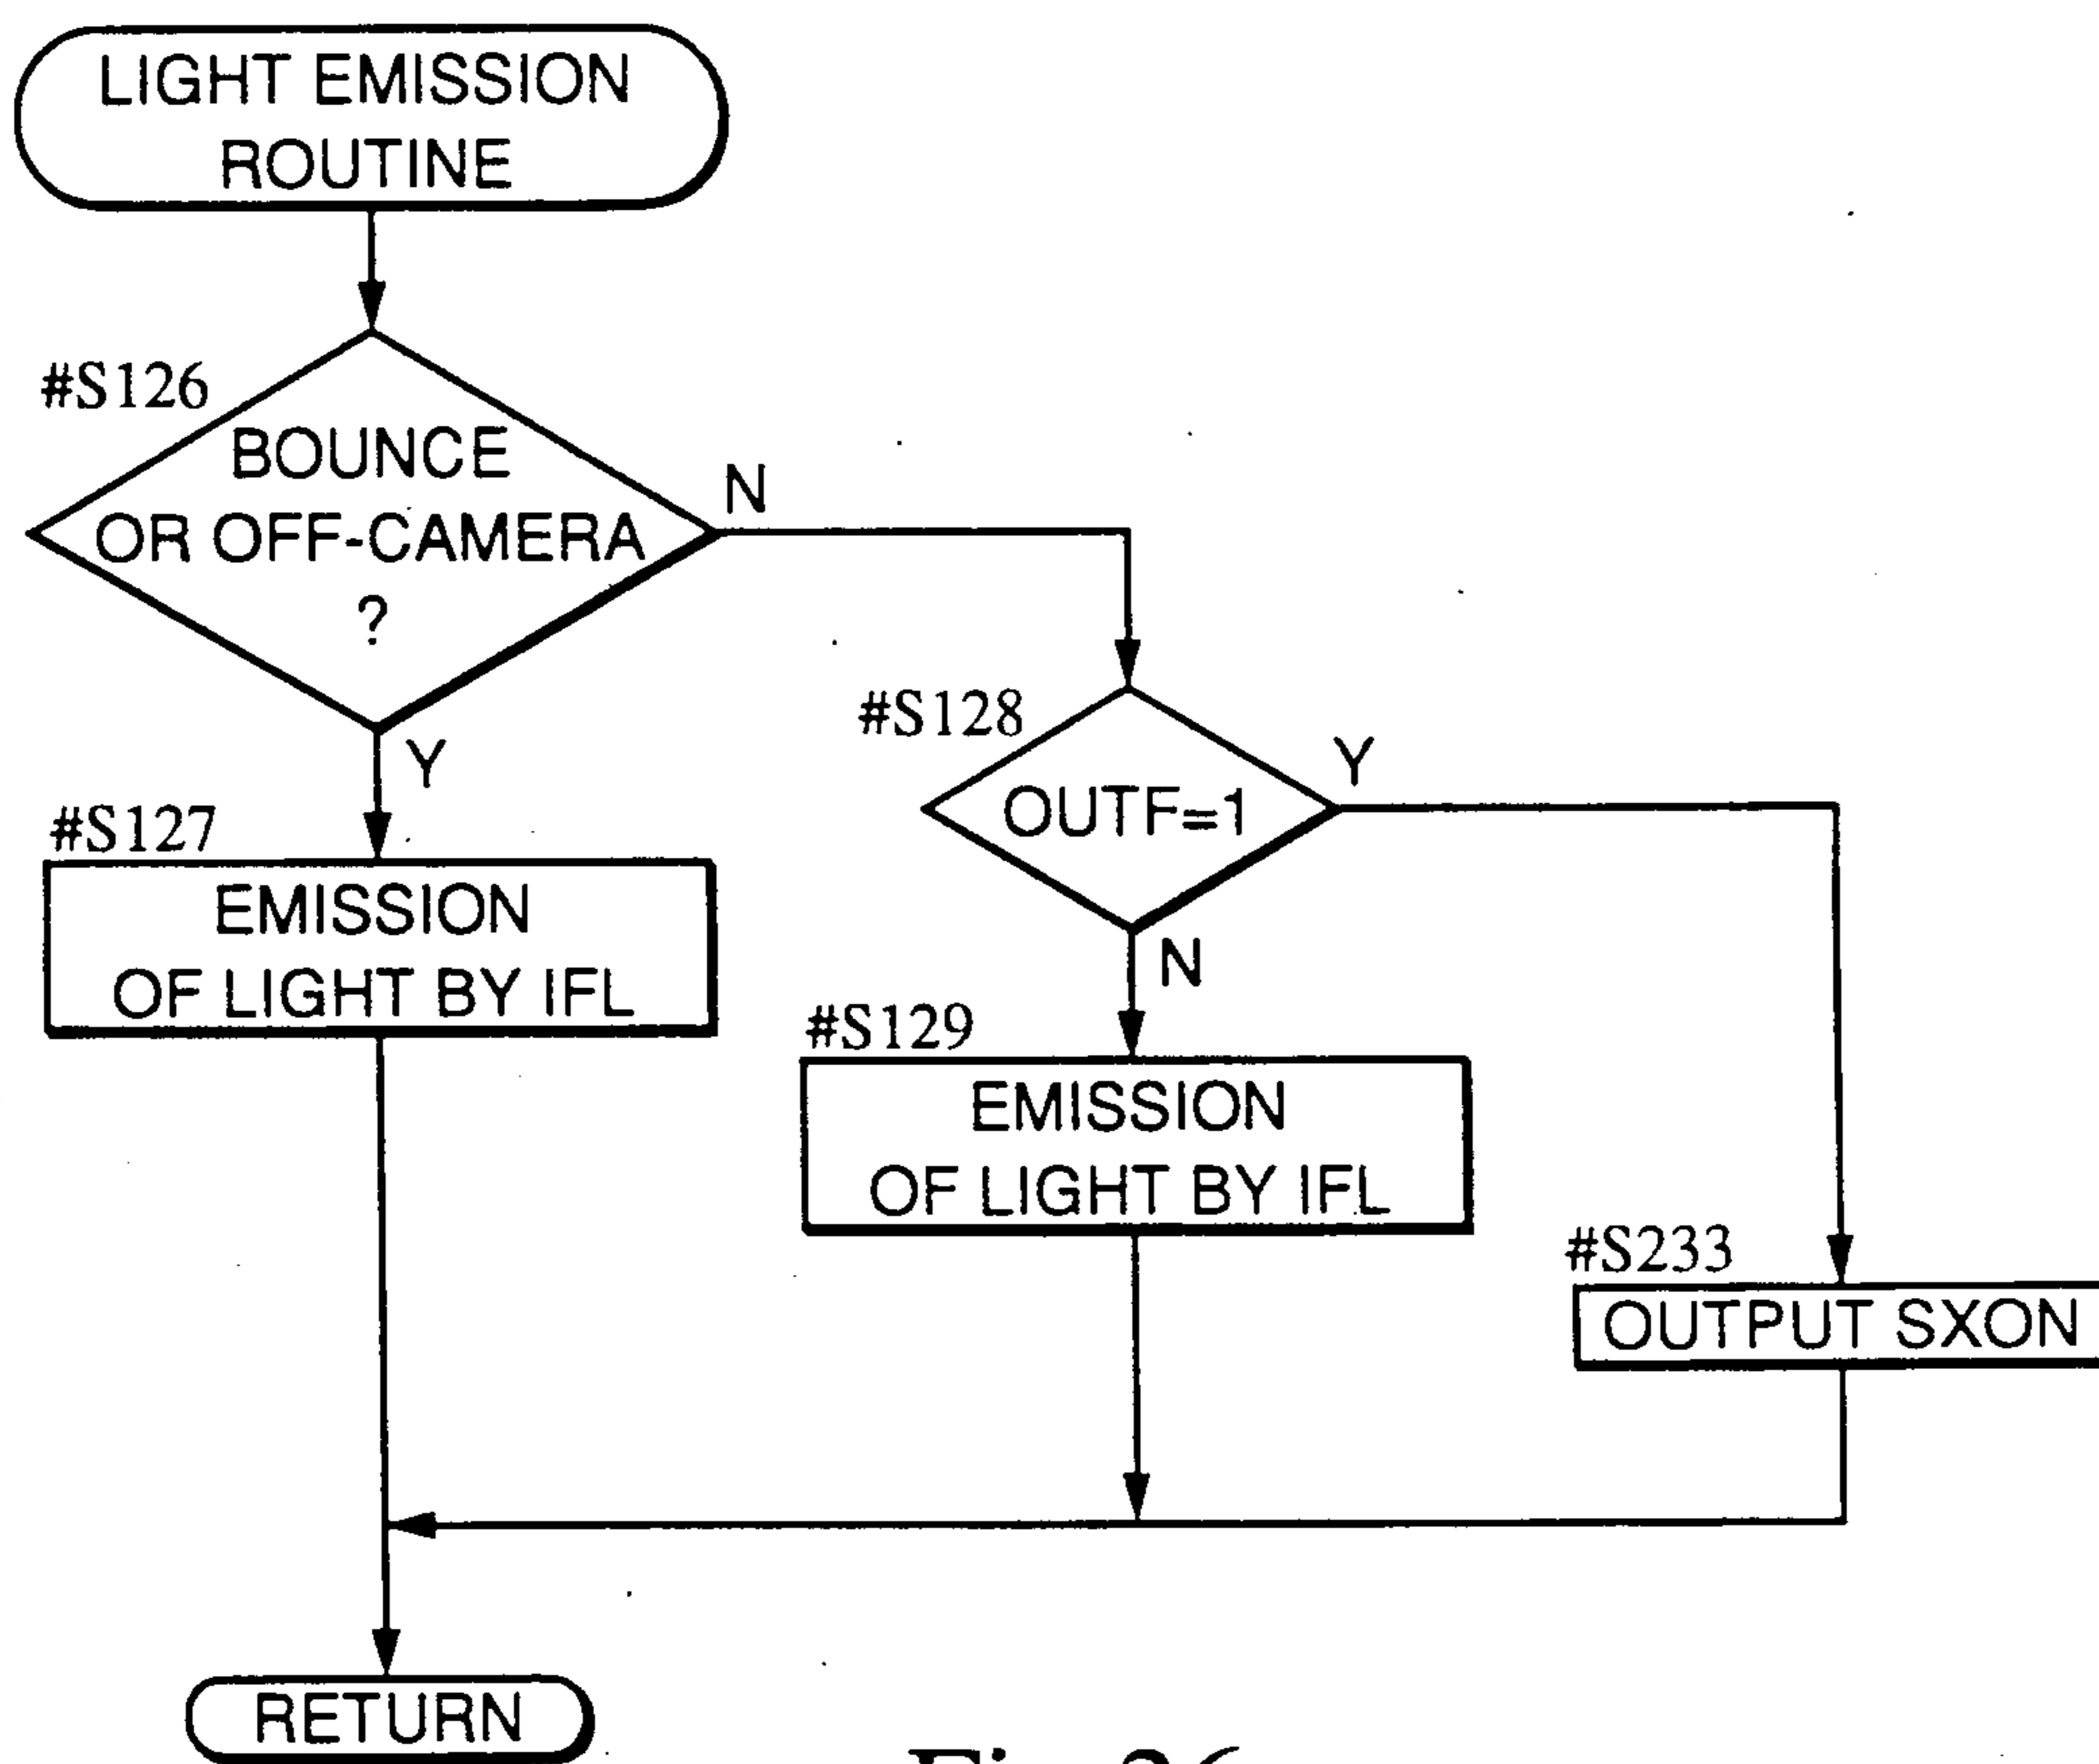 LIGHT EMISSION
ROUTINE
#S126
BOUNCE
OR OFF-CAMERA
?
N
Y
#S127
EMISSION
OF LIGHT BY IFL
#S128
OUTF=1
Y
N
#S129
EMISSION
OF LIGHT BY IFL
#S233
OUTPUT SXON
RETURN